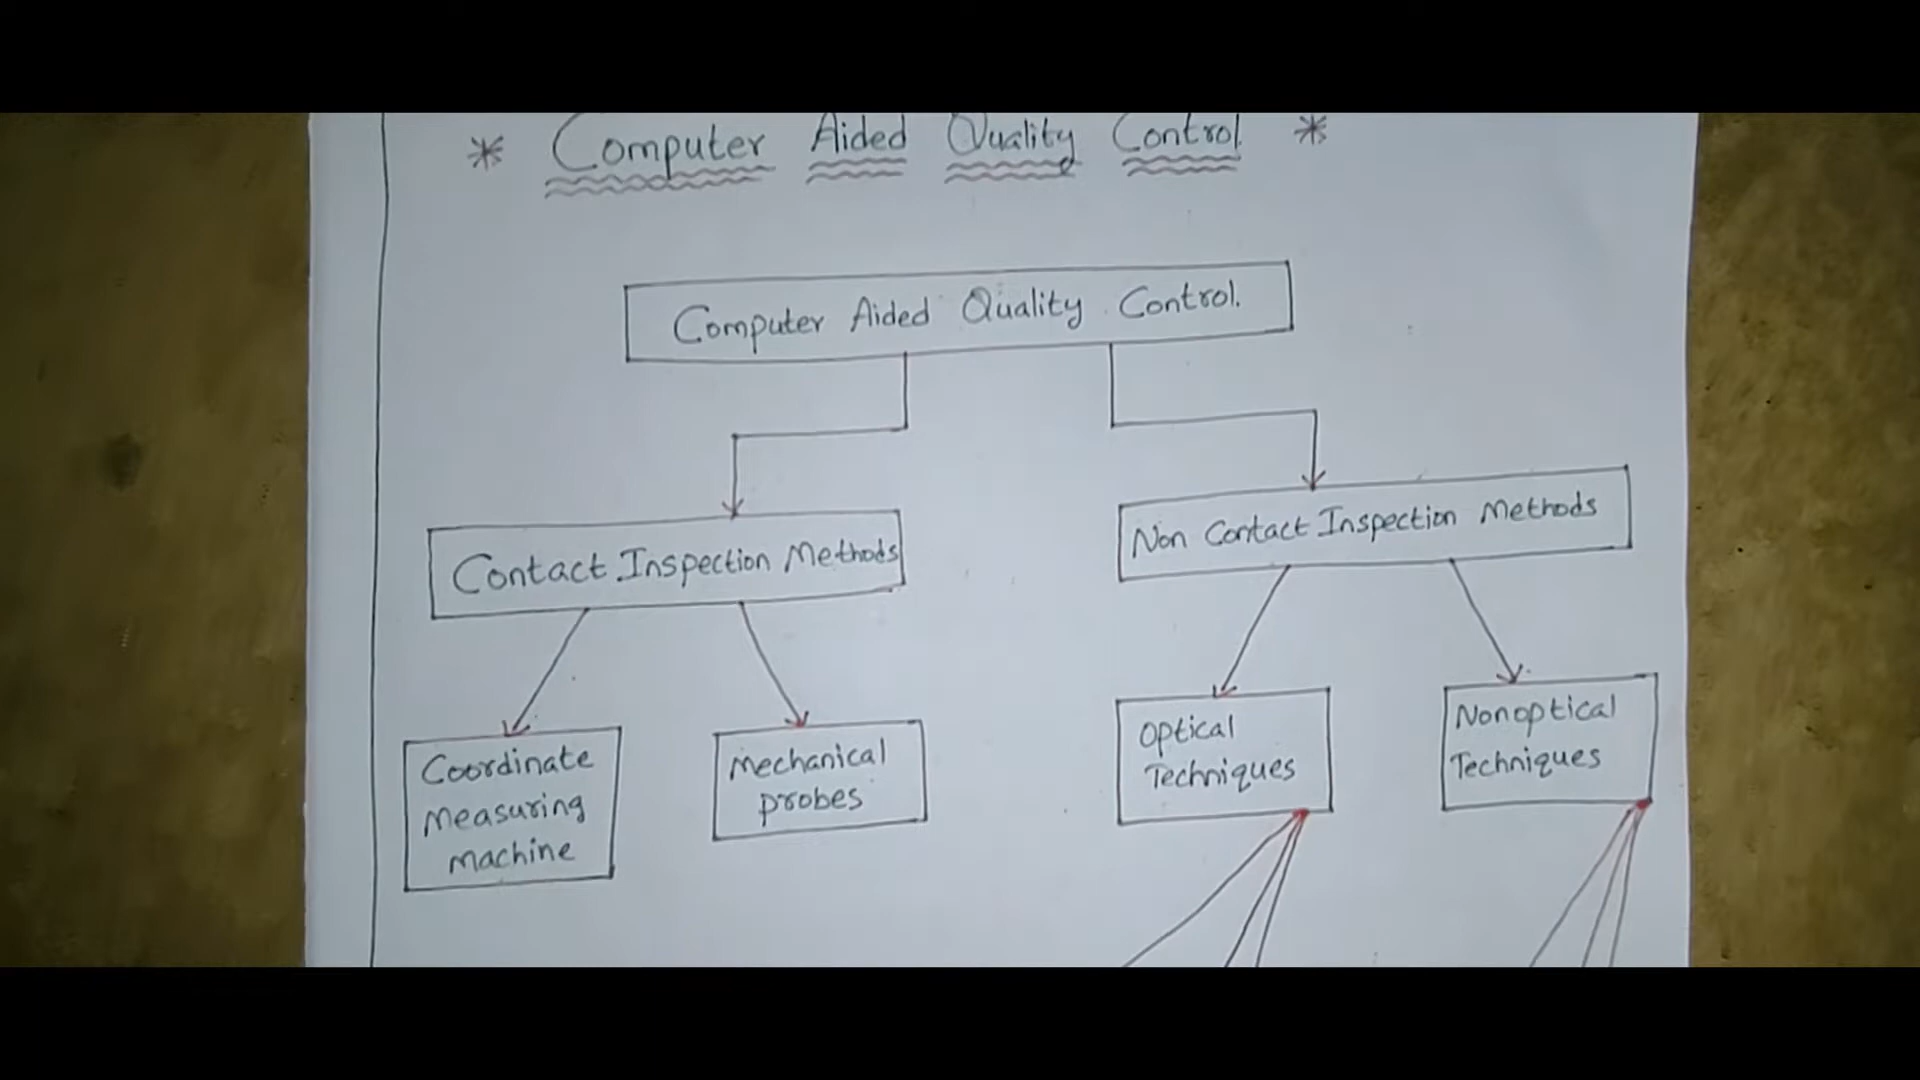 * Computer Aided Quality Control *
Computer Aided Quality Control.
Contact Inspection Methods
Non Contact Inspection Methods
Coordinate
Measuring
Machine
Mechanical
probes
Optical
Techniques
Nonoptical
Techniques